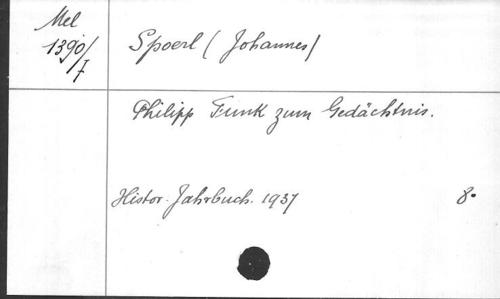 Mel
1390/
7
Spoerl (Johannes)
Philipp Funk zum Gedächtnis.
Histor. Jahrbuch. 1937 8°